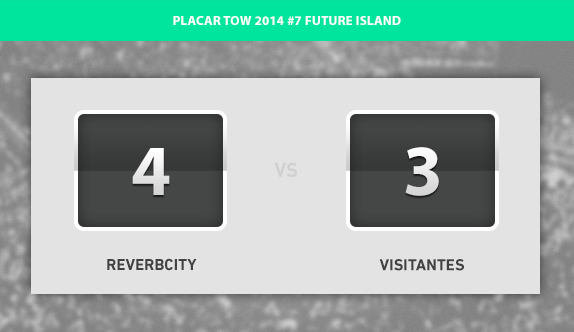 PLACAR TOW 2014 #7 FUTURE ISLAND
4
VS
3
REVERBCITY
VISITANTES